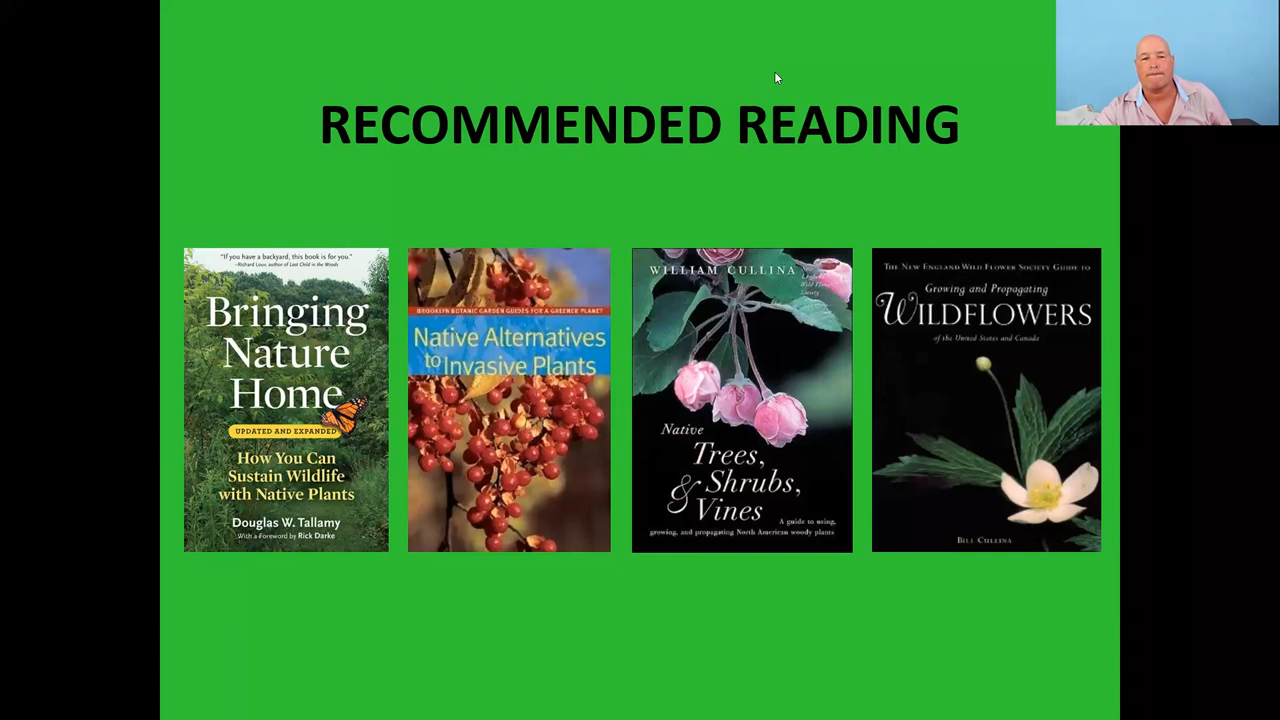 RECOMMENDED READING
"If you have a backyard, this book is for you."
–Richard Louv, author of Last Child in the Woods
Bringing
Nature
Home
UPDATED AND EXPANDED
How You Can
Sustain Wildlife
with Native Plants
Douglas W. Tallamy
With a Foreword by Rick Darke
BROOKLYN BOTANIC GARDEN GUIDES FOR A GREENER PLANET
Native Alternatives
to Invasive Plants
WILLIAM CULLINA
Wild Flower
Society
Native
Trees,
& Shrubs,
Vines
A guide to using,
growing, and propagating North American woody plants
THE NEW ENGLAND WILD FLOWER SOCIETY GUIDE TO
Growing and Propagating
WILDFLOWERS
of the United States and Canada
BILL CULLINA